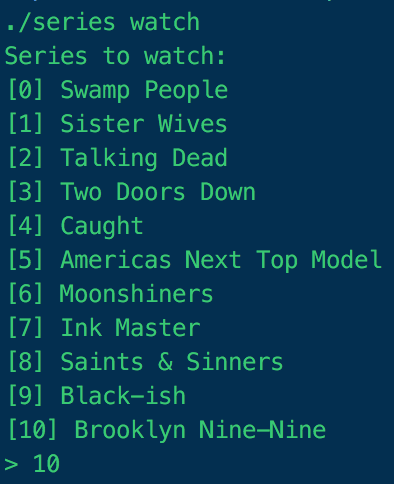 ./series watch
Series to watch:
[0] Swamp People
[1] Sister Wives
[2] Talking Dead
[3] Two Doors Down
[4] Caught
[5] Americas Next Top Model
[6] Moonshiners
[7] Ink Master
[8] Saints & Sinners
[9] Black-ish
[10] Brooklyn Nine-Nine
> 10